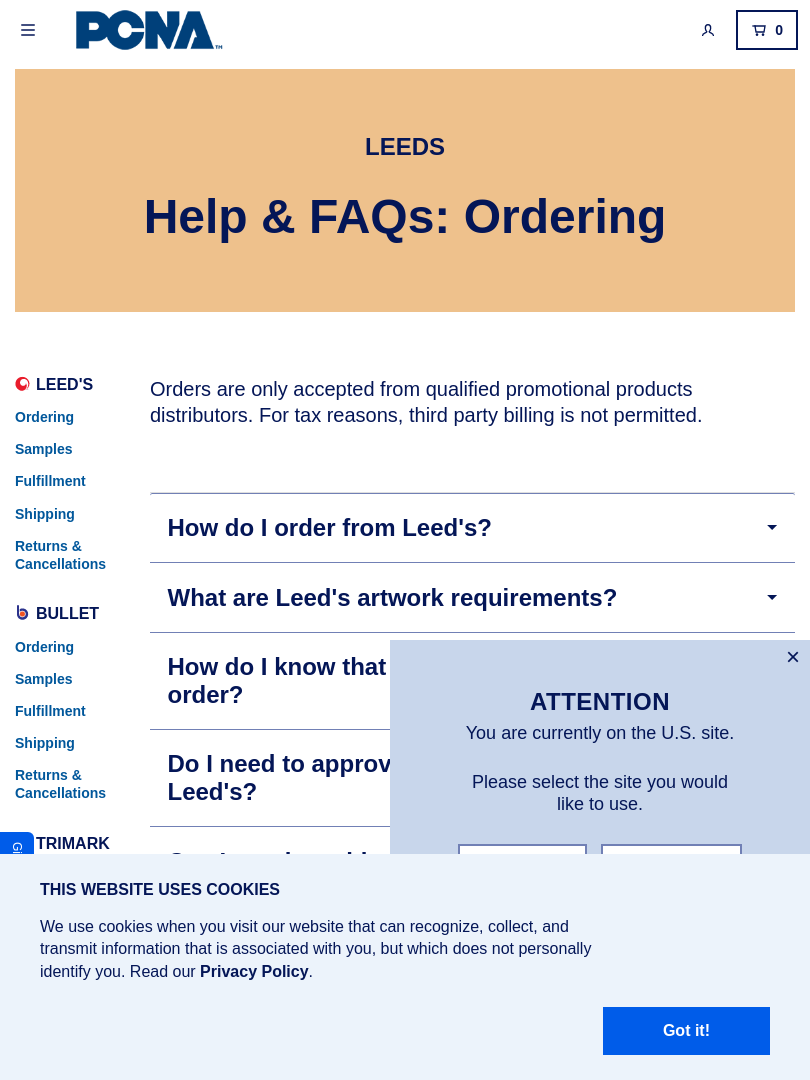 PCNA™
0
LEEDS
Help & FAQs: Ordering
LEED'S
Ordering
Samples
Fulfillment
Shipping
Returns &
Cancellations
BULLET
Ordering
Samples
Fulfillment
Shipping
Returns &
Cancellations
TRIMARK
Orders are only accepted from qualified promotional products
distributors. For tax reasons, third party billing is not permitted.
How do I order from Leed's?
What are Leed's artwork requirements?
How do I know that
order?
Do I need to approv
Leed's?
ATTENTION
You are currently on the U.S. site.
Please select the site you would
like to use.
THIS WEBSITE USES COOKIES
We use cookies when you visit our website that can recognize, collect, and
transmit information that is associated with you, but which does not personally
identify you. Read our Privacy Policy.
Got it!